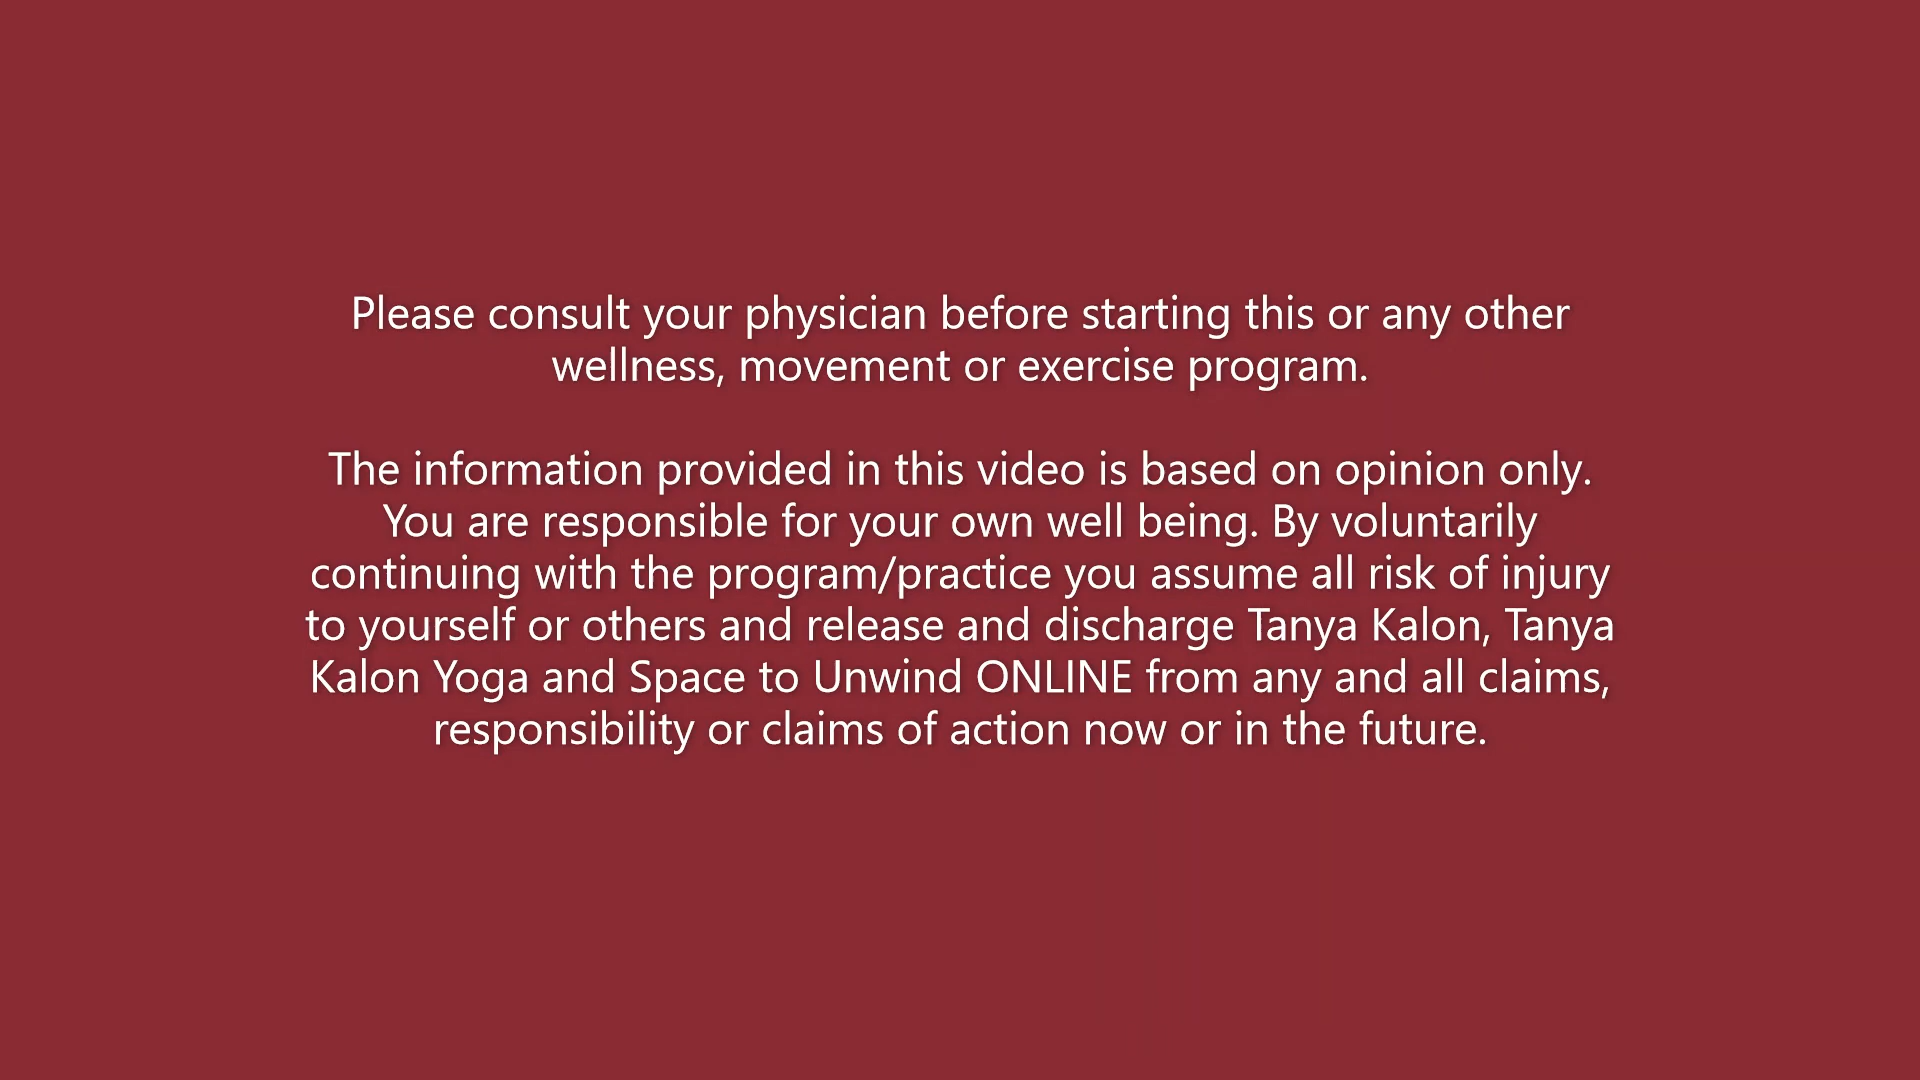 Please consult your physician before starting this or any other
wellness, movement or exercise program.
The information provided in this video is based on opinion only.
You are responsible for your own well being. By voluntarily
continuing with the program/practice you assume all risk of injury
to yourself or others and release and discharge Tanya Kalon, Tanya
Kalon Yoga and Space to Unwind ONLINE from any and all claims,
responsibility or claims of action now or in the future.